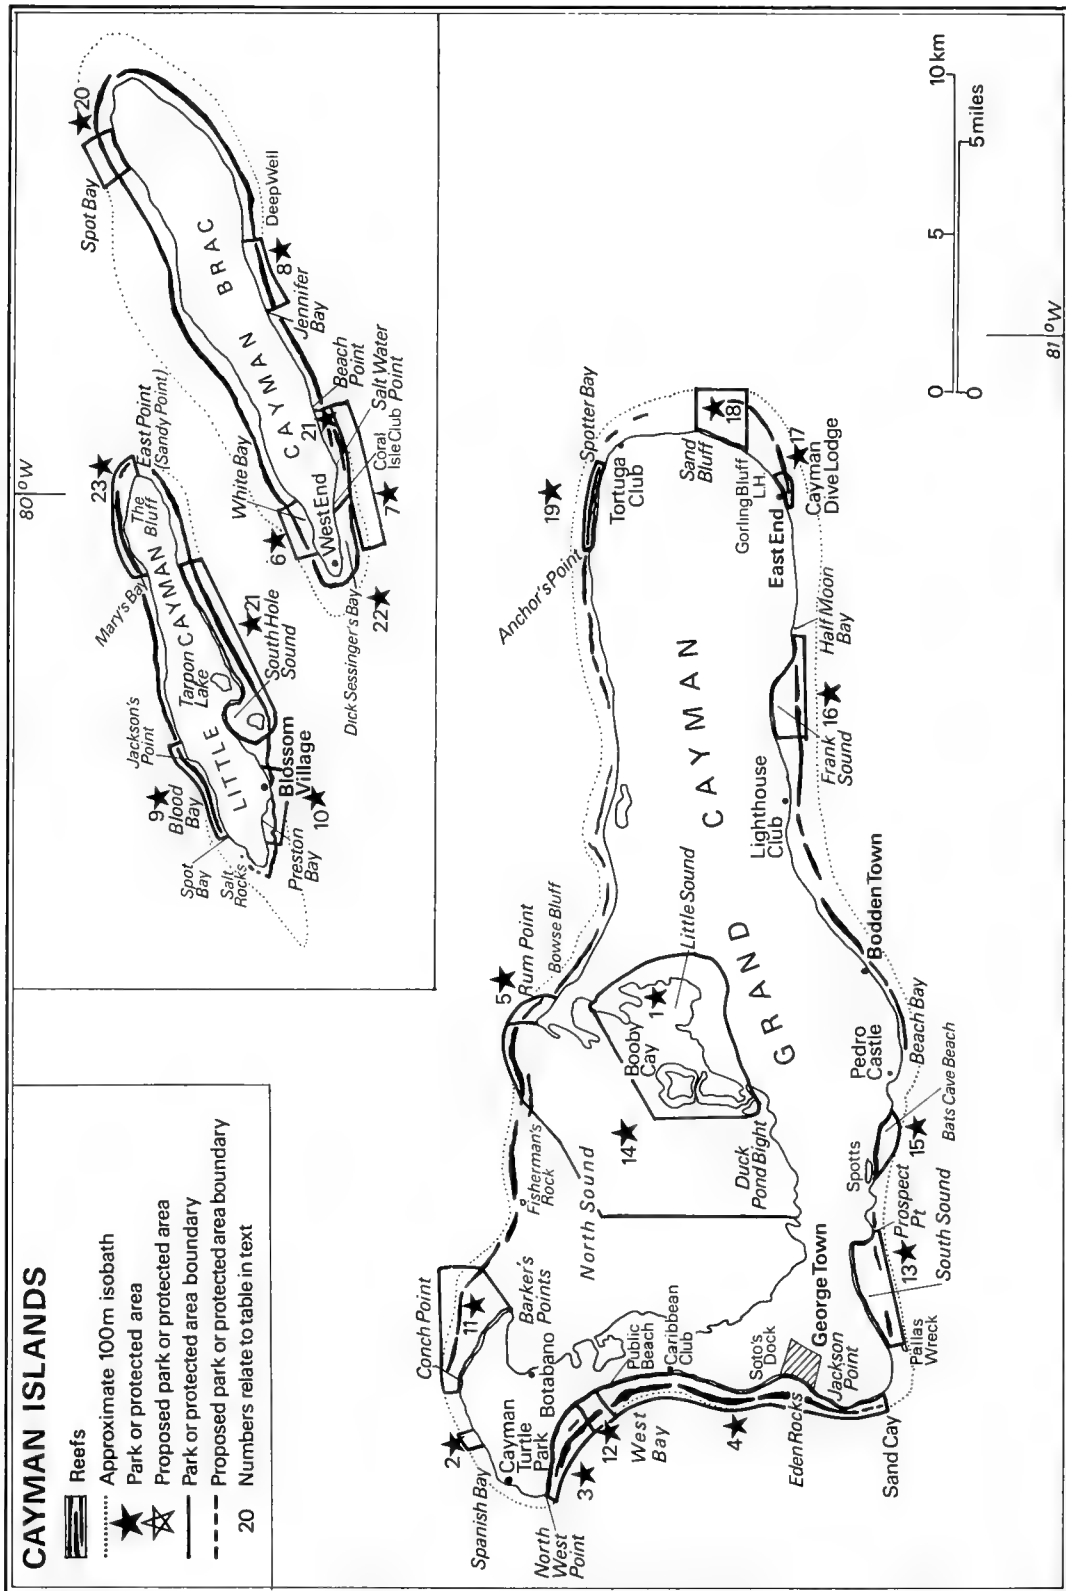 CAYMAN ISLANDS
Reefs
Approximate 100m isobath
Park or protected area
Proposed park or protected area
Park or protected area boundary
Proposed park or protected area boundary
20 Numbers relate to table in text
80°W
23
East Point
(Sandy Point)
The
Bluff
Mary's Bay
Jackson's
Point
9
Blood
Bay
Spot
Bay
Salt
Rocks
LITTLE CAYMAN
Tarpon
Lake
21
South Hole
Sound
Blossom
Village
10
Preston
Bay
20
Spot Bay
CAYMAN BRAC
Deep Well
8
Jennifer
Bay
Beach
Point
Salt Water
Point
21
Coral
Isle Club
White Bay
6
West End
7
22
Dick Sessinger's Bay
Conch Point
11
Barker's
Points
2
Spanish Bay
Cayman
Turtle
Park
Botabano
North
West
Point
3
12
West
Bay
Public
Beach
Caribbean
Club
4
Soto's
Dock
George Town
Eden Rocks
Jackson
Point
Sand Cay
Pallas
Wreck
13
South Sound
Prospect
Pt
Spotts
15
Bats Cave Beach
Beach Bay
Pedro
Castle
Bodden Town
Fisherman's
Rock
North Sound
14
Duck
Pond Bight
Booby
Cay
1
Little Sound
5
Rum Point
Bowse Bluff
GRAND CAYMAN
Lighthouse
Club
Frank
Sound
16
Half Moon
Bay
East End
Gorling Bluff
L.H.
17
Cayman
Dive Lodge
18
Sand
Bluff
Tortuga
Club
Spotter Bay
19
Anchor's Point
81°W
0 5 10 km
0 5 miles